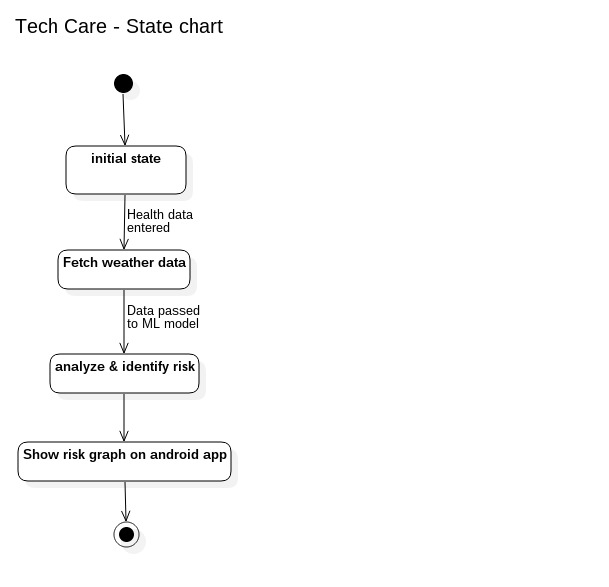 Tech Care - State chart
initial state
Health data
entered
Fetch weather data
Data passed
to ML model
analyze & identify risk
Show risk graph on android app